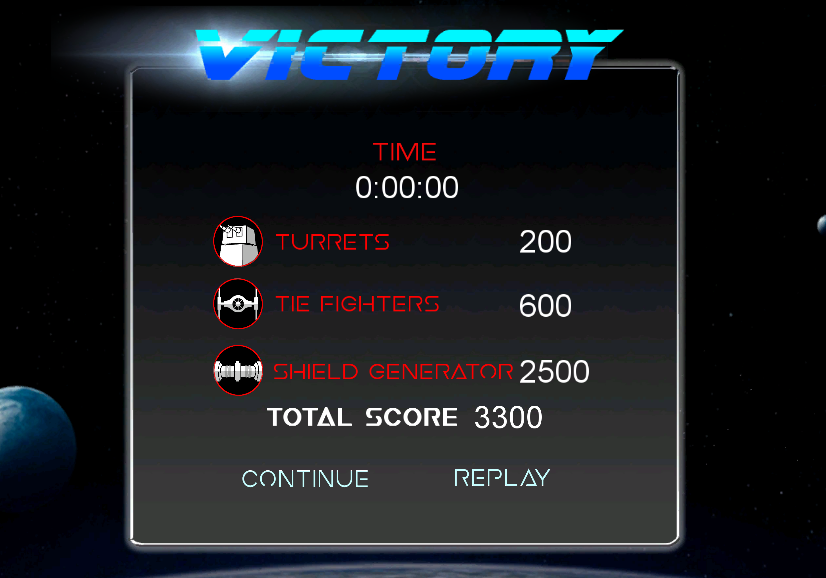 VICTORY
TIME
0:00:00
TURRETS 200
TIE FIGHTERS 600
SHIELD GENERATOR 2500
TOTAL SCORE 3300
CONTINUE REPLAY